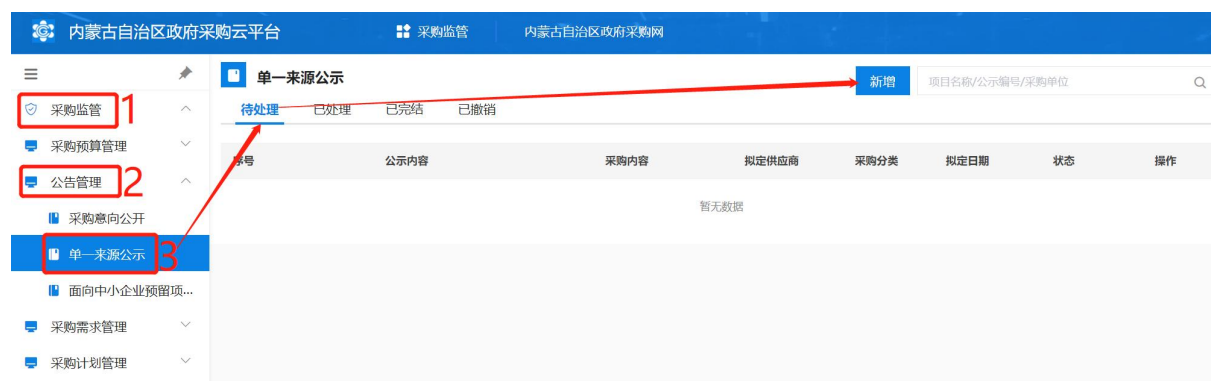 内蒙古自治区政府采购云平台 采购监管 内蒙古自治区政府采购网
单一来源公示 新增 项目名称/公示编号/采购单位
采购监管 1
待处理 已处理 已完结 已撤销
采购预算管理
序号 公示内容 采购内容 拟定供应商 采购分类 拟定日期 状态 操作
公告管理 2
暂无数据
采购意向公开
单一来源公示 3
面向中小企业预留项...
采购需求管理
采购计划管理